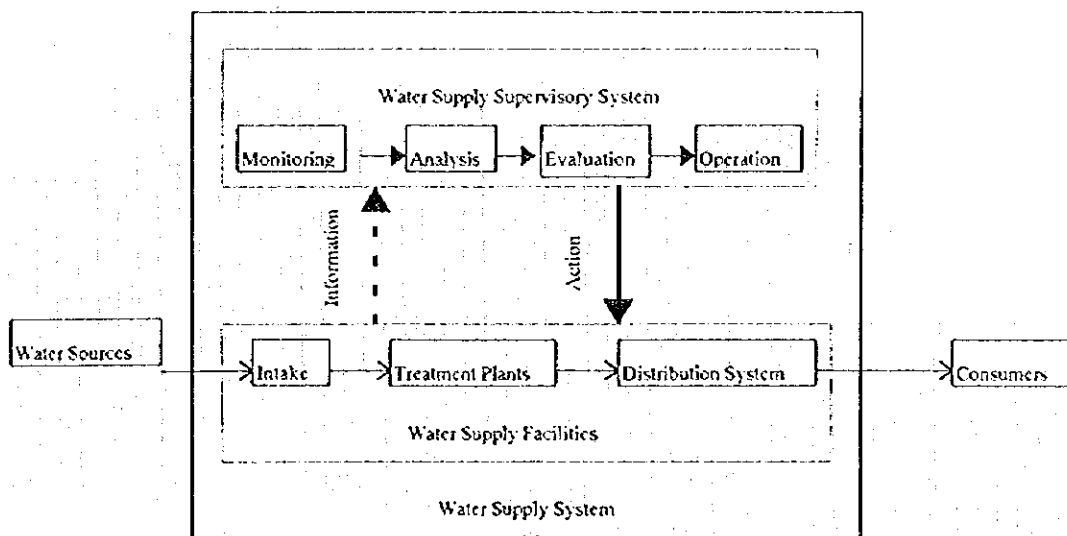 Water Supply Supervisory System
Monitoring
Analysis
Evaluation
Operation
Information
Action
Water Sources
Intake
Treatment Plants
Distribution System
Consumers
Water Supply Facilities
Water Supply System